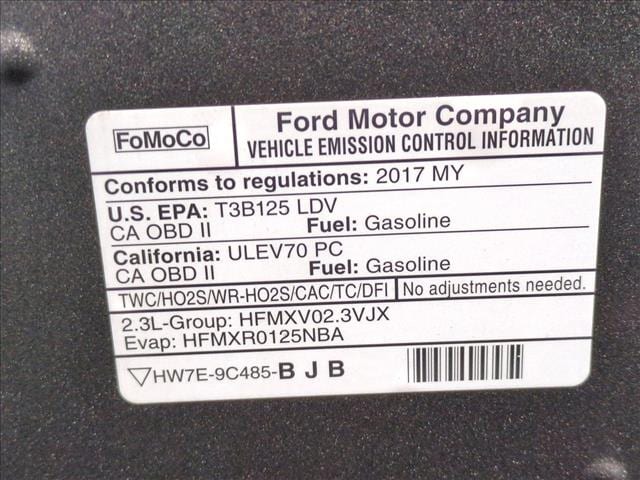 FoMoCo
Ford Motor Company
VEHICLE EMISSION CONTROL INFORMATION
Conforms to regulations: 2017 MY
U.S. EPA: T3B125 LDV
CA OBD II Fuel: Gasoline
California: ULEV70 PC
CA OBD II Fuel: Gasoline
TWC/HO2S/WR-HO2S/CAC/TC/DFI No adjustments needed.
2.3L-Group: HFMXV02.3VJX
Evap: HFMXR0125NBA
HW7E-9C485-B J B